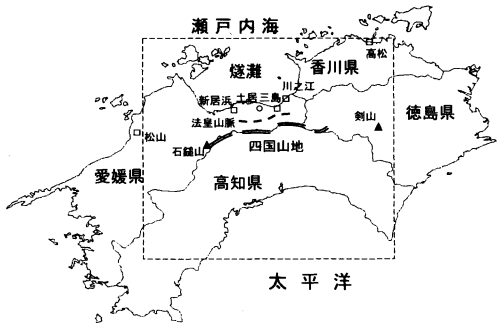 瀬戸内海
高松
燧灘
香川県
川之江
新居浜
土居
三島
徳島県
法皇山脈
剣山
松山
石鎚山
四国山地
愛媛県
高知県
太平洋